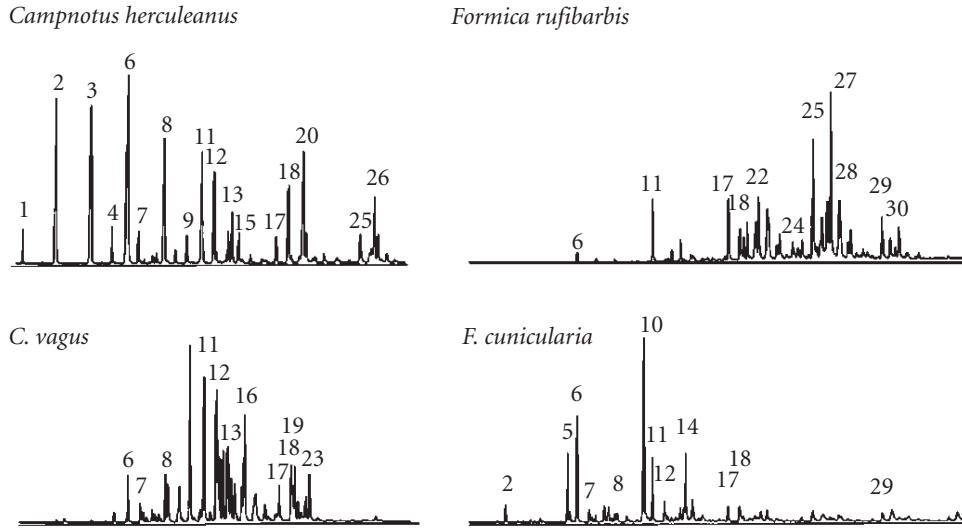 Campnotus herculeanus
1 2 3 4 6 7 8 9 11 12 13 15 17 18 20 25 26
Formica rufibarbis
6 11 17 18 22 24 25 27 28 29 30
C. vagus
6 7 8 11 12 13 16 17 18 19 23
F. cunicularia
2 5 6 7 8 10 11 12 14 17 18 29